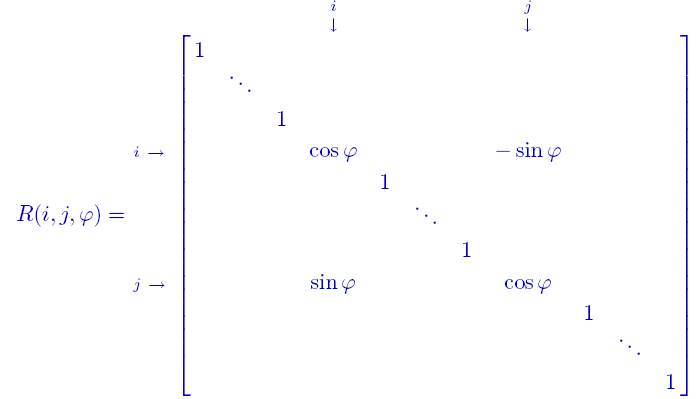 i j
↓ ↓
1
⋱
1
i → cos φ − sin φ
1
R(i, j, φ) = ⋱
1
j → sin φ cos φ
1
⋱
1